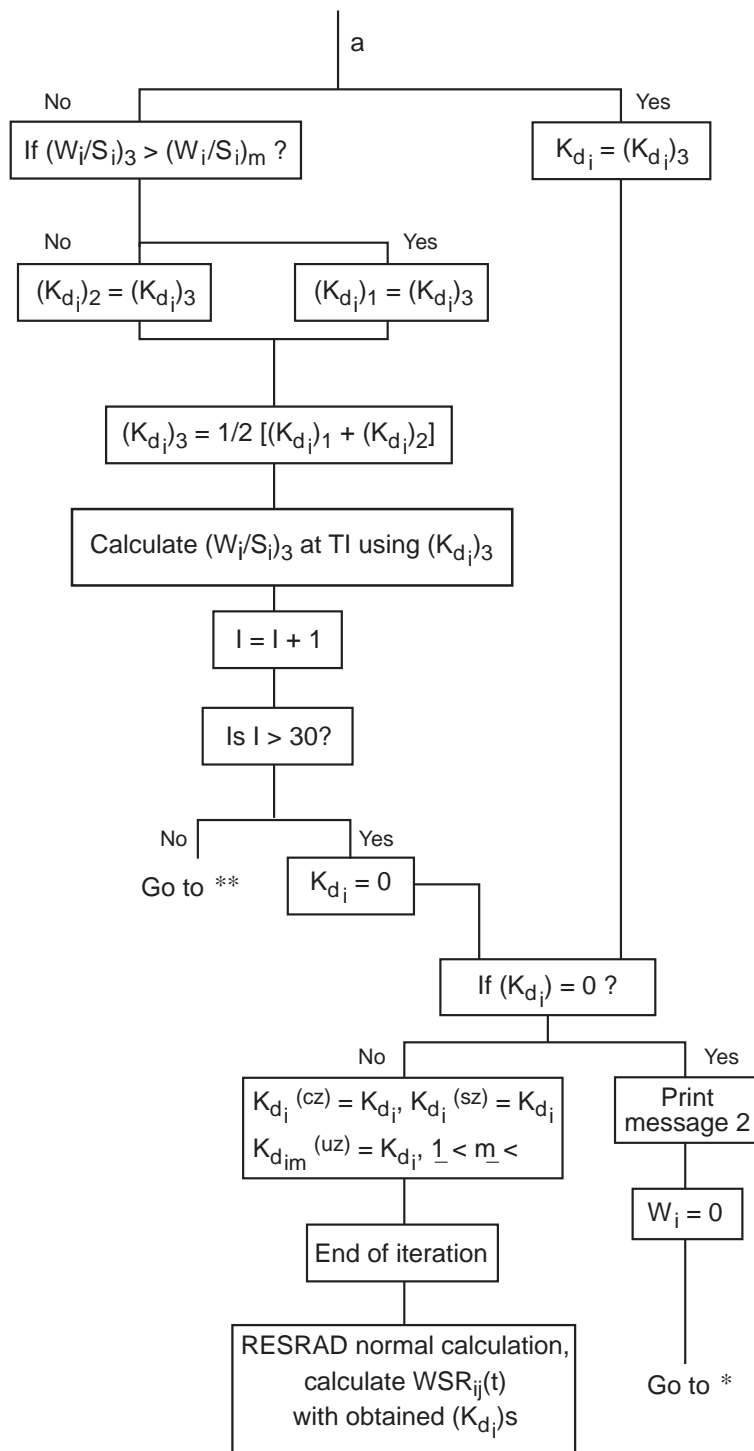 a
No
Yes
If (Wi/Si)3 > (Wi/Si)m ?
Kdi = (Kdi)3
No
Yes
(Kdi)2 = (Kdi)3
(Kdi)1 = (Kdi)3
(Kdi)3 = 1/2 [(Kdi)1 + (Kdi)2]
Calculate (Wi/Si)3 at TI using (Kdi)3
I = I + 1
Is I > 30?
No
Yes
Go to **
Kdi = 0
If (Kdi) = 0 ?
No
Yes
Kdi (cz) = Kdi, Kdi (sz) = Kdi
Kdim (uz) = Kdi, 1 < m <
Print
message 2
Wi = 0
End of iteration
RESRAD normal calculation,
calculate WSRij(t)
with obtained (Kdi)s
Go to *